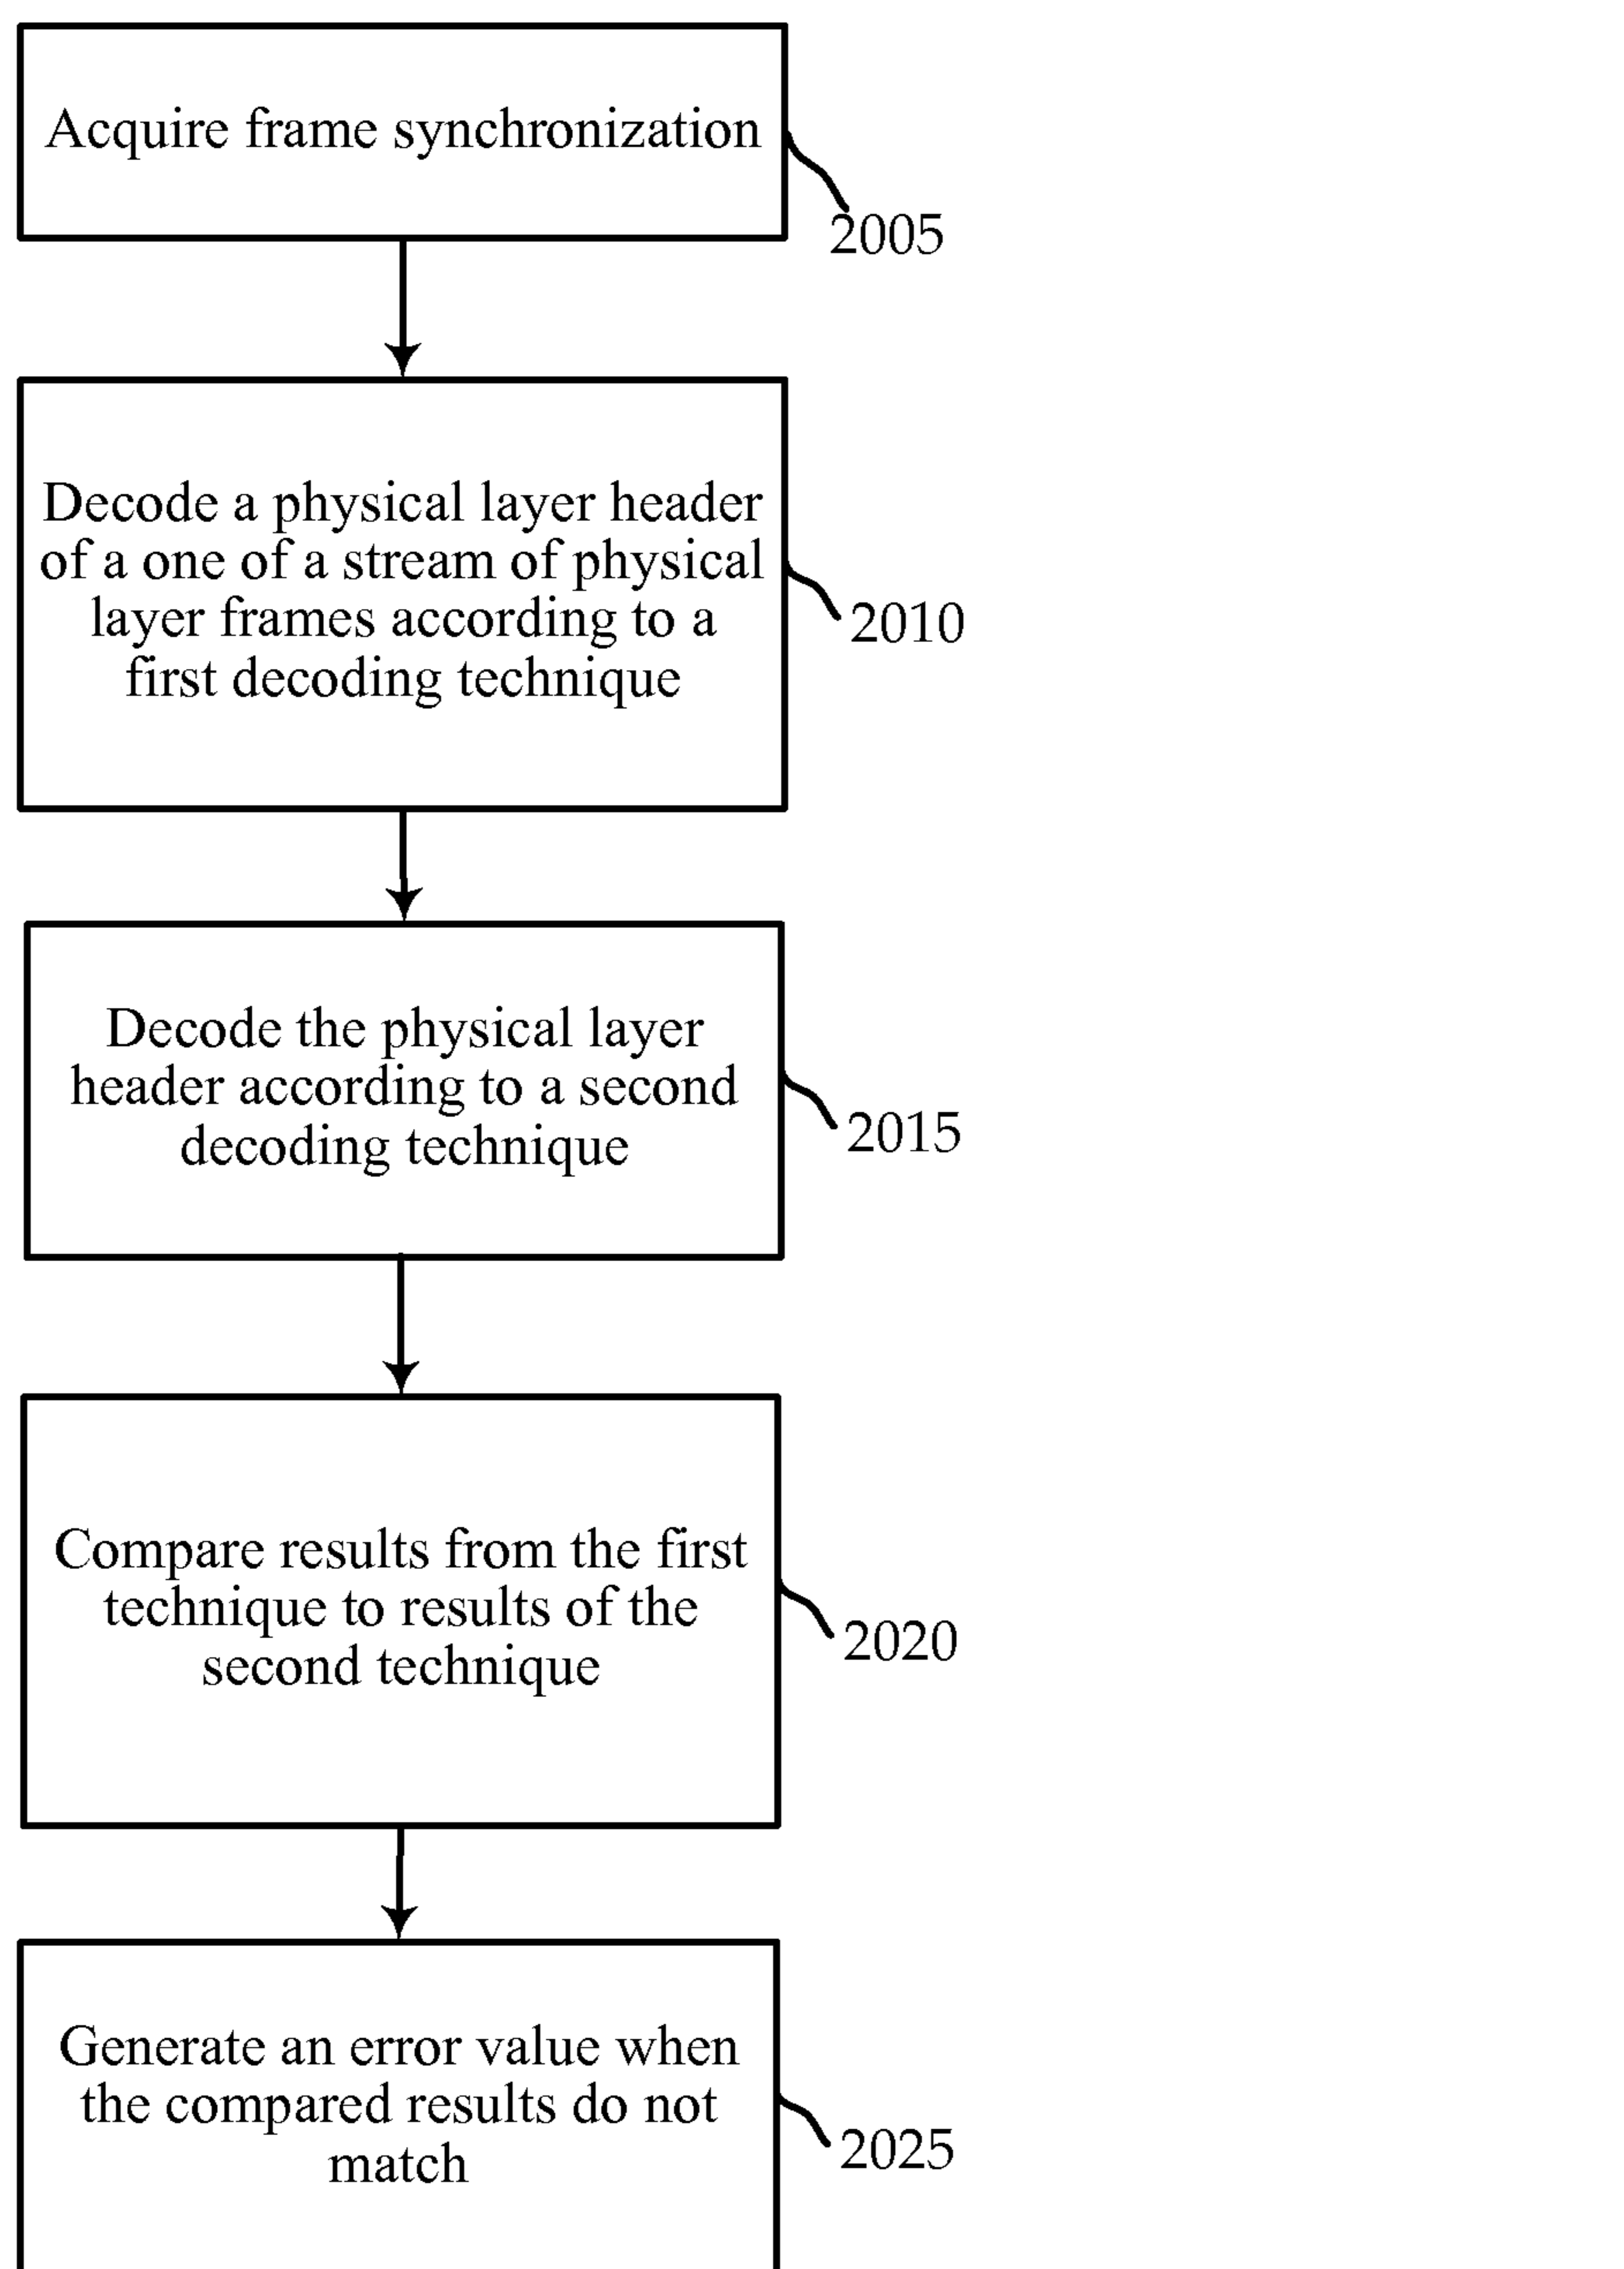 Acquire frame synchronization
2005
Decode a physical layer header
of a one of a stream of physical
layer frames according to a
first decoding technique
2010
Decode the physical layer
header according to a second
decoding technique
2015
Compare results from the first
technique to results of the
second technique
2020
Generate an error value when
the compared results do not
match
2025